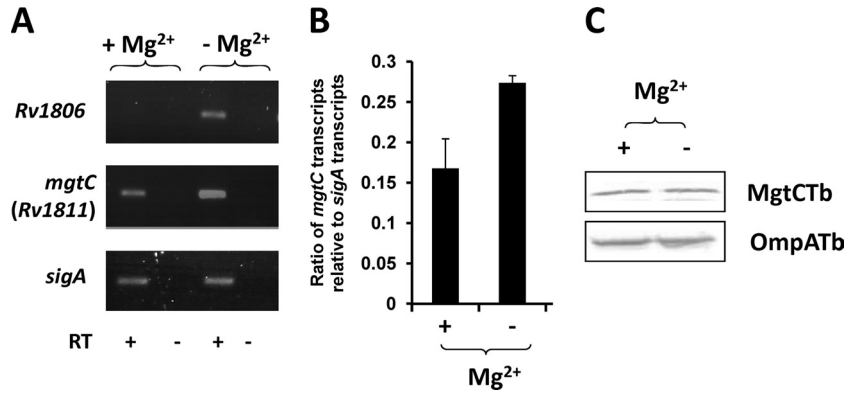 A
+ Mg²⁺ - Mg²⁺
Rv1806
mgtC
(Rv1811)
sigA
RT + - + -
B
Ratio of mgtC transcripts
relative to sigA transcripts
0.3
0.25
0.2
0.15
0.1
0.05
0
+ -
Mg²⁺
C
Mg²⁺
+ -
MgtCTb
OmpATb